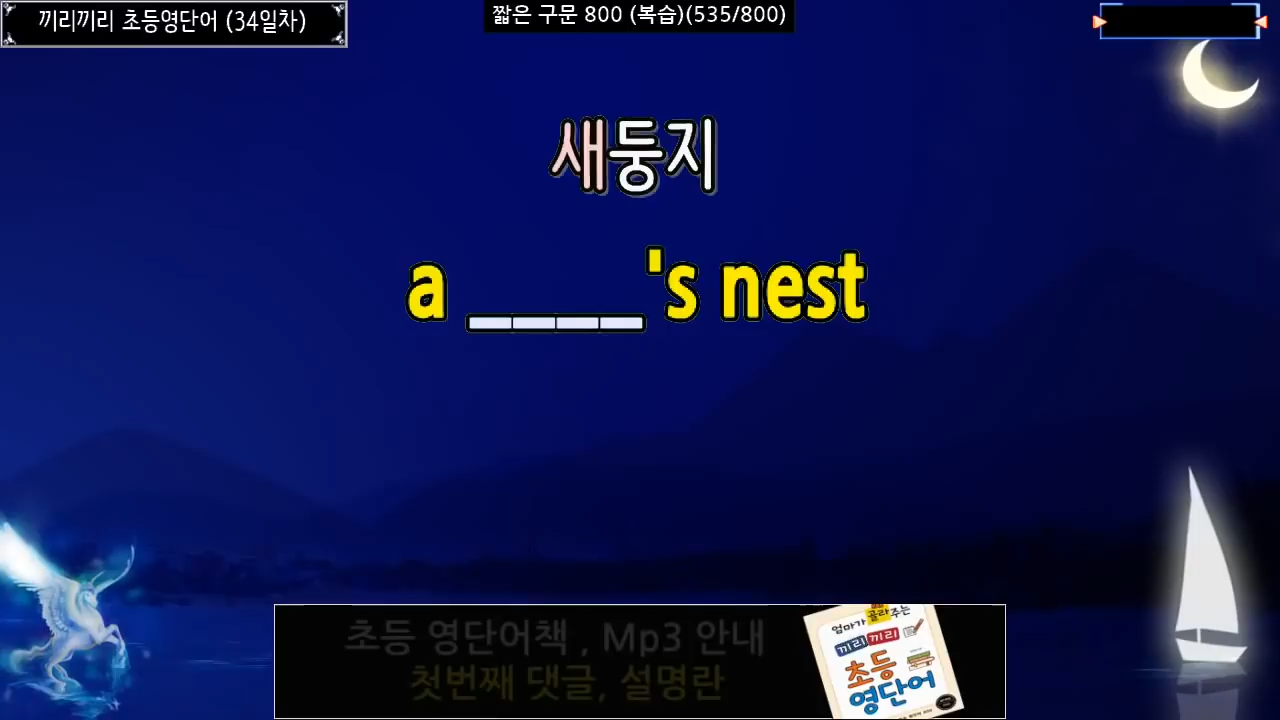 끼리끼리 초등영단어 (34일차)
짧은 구문 800 (복습)(535/800)
새둥지
a ____'s nest
초등 영단어책 , Mp3 안내
첫번째 댓글, 설명란
엄마가 골라주는
끼리끼리
초등
영단어